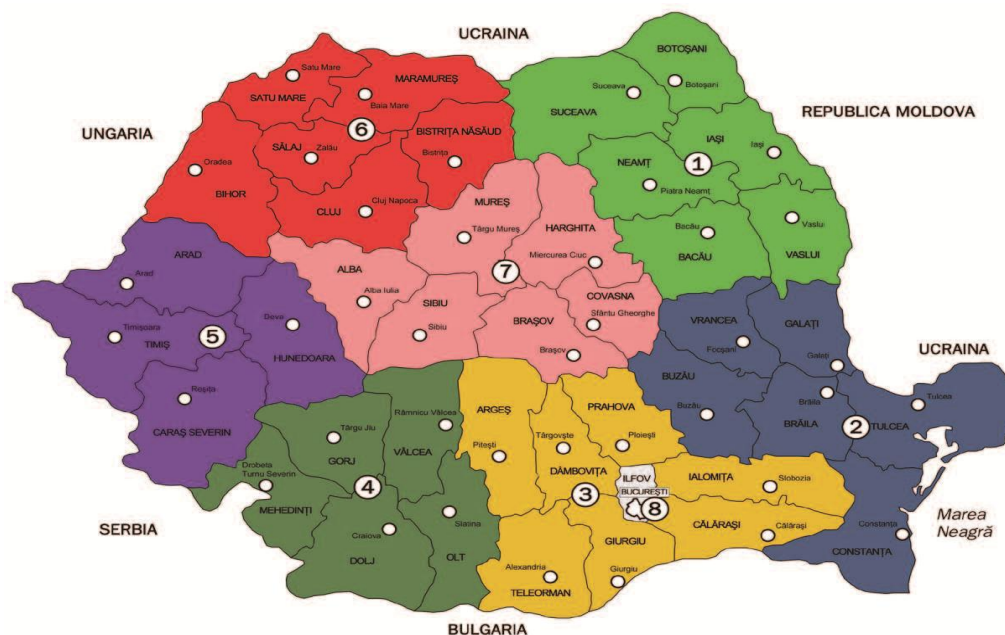 UCRAINA
BOTOȘANI
Botoșani
Suceava
SUCEAVA
REPUBLICA MOLDOVA
IAȘI
Iași
1
NEAMȚ
Piatra Neamț
Bacău
BACĂU
Vaslui
VASLUI
UNGARIA
Satu Mare
SATU MARE
MARAMUREȘ
Baia Mare
6
BISTRIȚA NĂSĂUD
Bistrița
SĂLAJ
Zalău
Oradea
BIHOR
Cluj Napoca
CLUJ
MUREȘ
Târgu Mureș
HARGHITA
Miercurea Ciuc
7
ALBA
Alba Iulia
SIBIU
Sibiu
BRAȘOV
Brașov
COVASNA
Sfântu Gheorghe
ARAD
Arad
Timișoara
TIMIȘ
5
Deva
HUNEDOARA
Reșița
CARAȘ SEVERIN
VRANCEA
Fcoșani
GALAȚI
Galați
BUZĂU
Buzău
Brăila
BRĂILA
2
Tulcea
TULCEA
UCRAINA
Constanța
CONSTANȚA
Marea
Neagră
ARGEȘ
Pitești
PRAHOVA
Ploiești
Târgovște
DÂMBOVIȚA
3
ILFOV
BUCUREȘTI
8
IALOMIȚA
Slobozia
CĂLĂRAȘI
Călărași
GIURGIU
Giurgiu
Alexandria
TELEORMAN
Râmnicu Vâlcea
VÂLCEA
Târgu Jiu
GORJ
4
Drobeta
Turnu Severin
MEHEDINȚI
Craiova
DOLJ
Slatina
OLT
SERBIA
BULGARIA